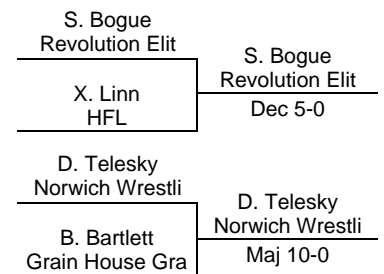 S. Bogue
Revolution Elit
X. Linn
HFL
S. Bogue
Revolution Elit
Dec 5-0
D. Telesky
Norwich Wrestli
B. Bartlett
Grain House Gra
D. Telesky
Norwich Wrestli
Maj 10-0